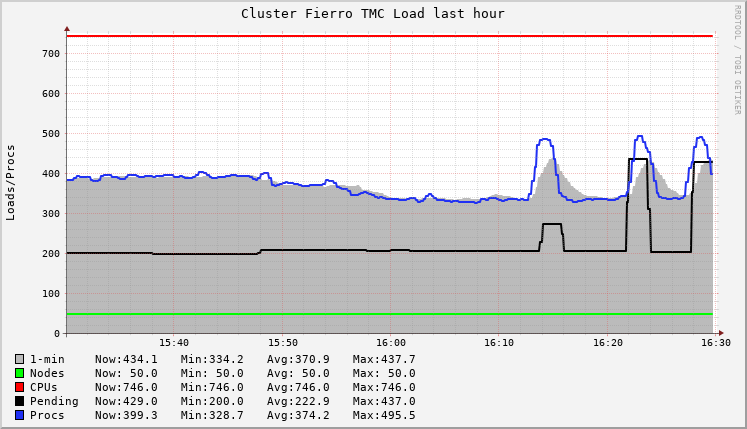 Cluster Fierro TMC Load last hour
RRDTOOL / TOBI OETIKER
Loads/Procs
700
600
500
400
300
200
100
0
15:40 15:50 16:00 16:10 16:20 16:30
1-min Now:434.1 Min:334.2 Avg:370.9 Max:437.7
Nodes Now: 50.0 Min: 50.0 Avg: 50.0 Max: 50.0
CPUs Now:746.0 Min:746.0 Avg:746.0 Max:746.0
Pending Now:429.0 Min:200.0 Avg:222.9 Max:437.0
Procs Now:399.3 Min:328.7 Avg:374.2 Max:495.5